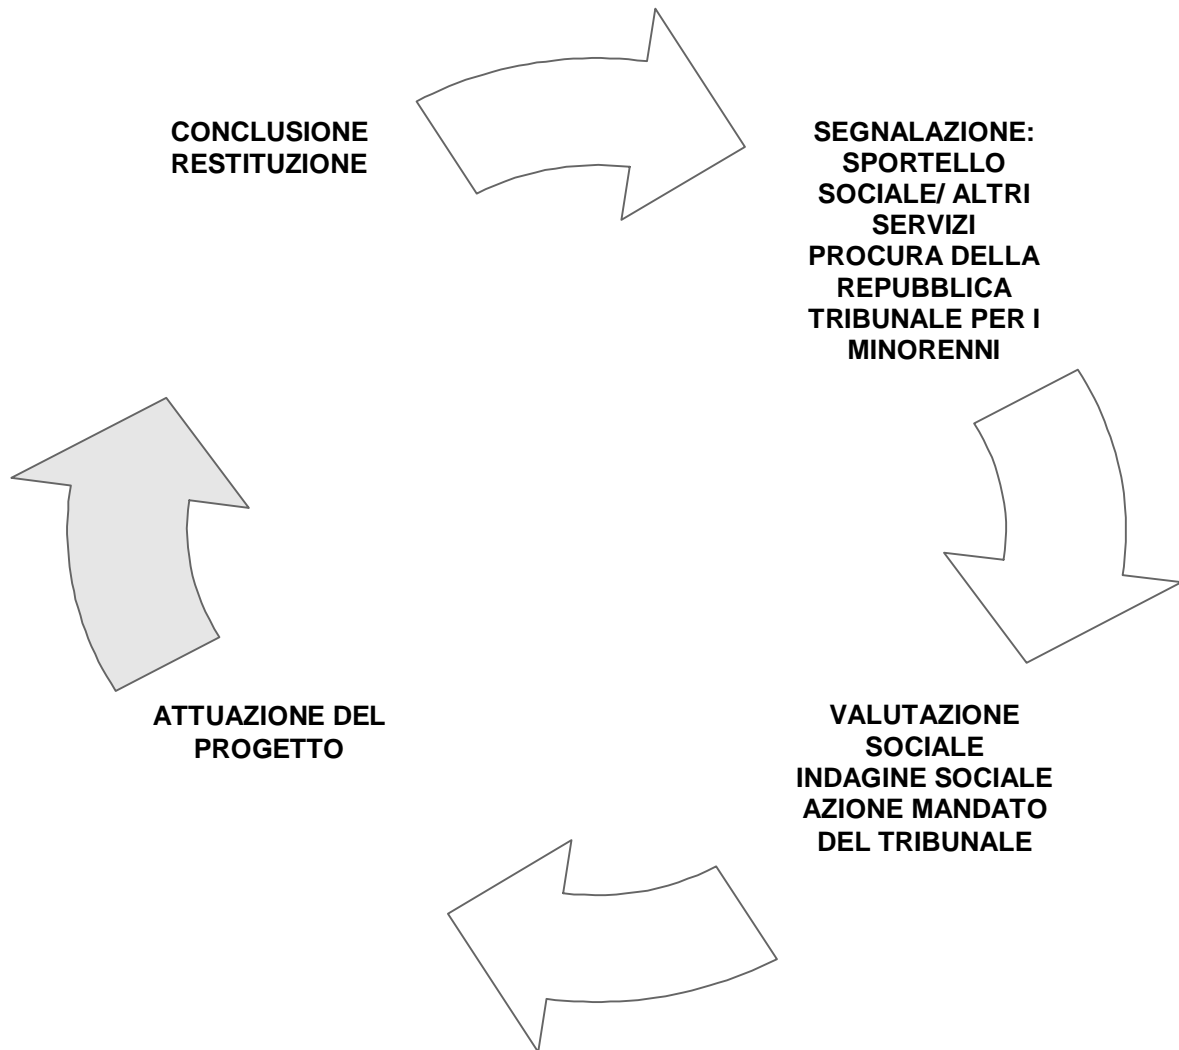 CONCLUSIONE
RESTITUZIONE
SEGNALAZIONE:
SPORTELLO
SOCIALE/ ALTRI
SERVIZI
PROCURA DELLA
REPUBBLICA
TRIBUNALE PER I
MINORENNI
VALUTAZIONE
SOCIALE
INDAGINE SOCIALE
AZIONE MANDATO
DEL TRIBUNALE
ATTUAZIONE DEL
PROGETTO